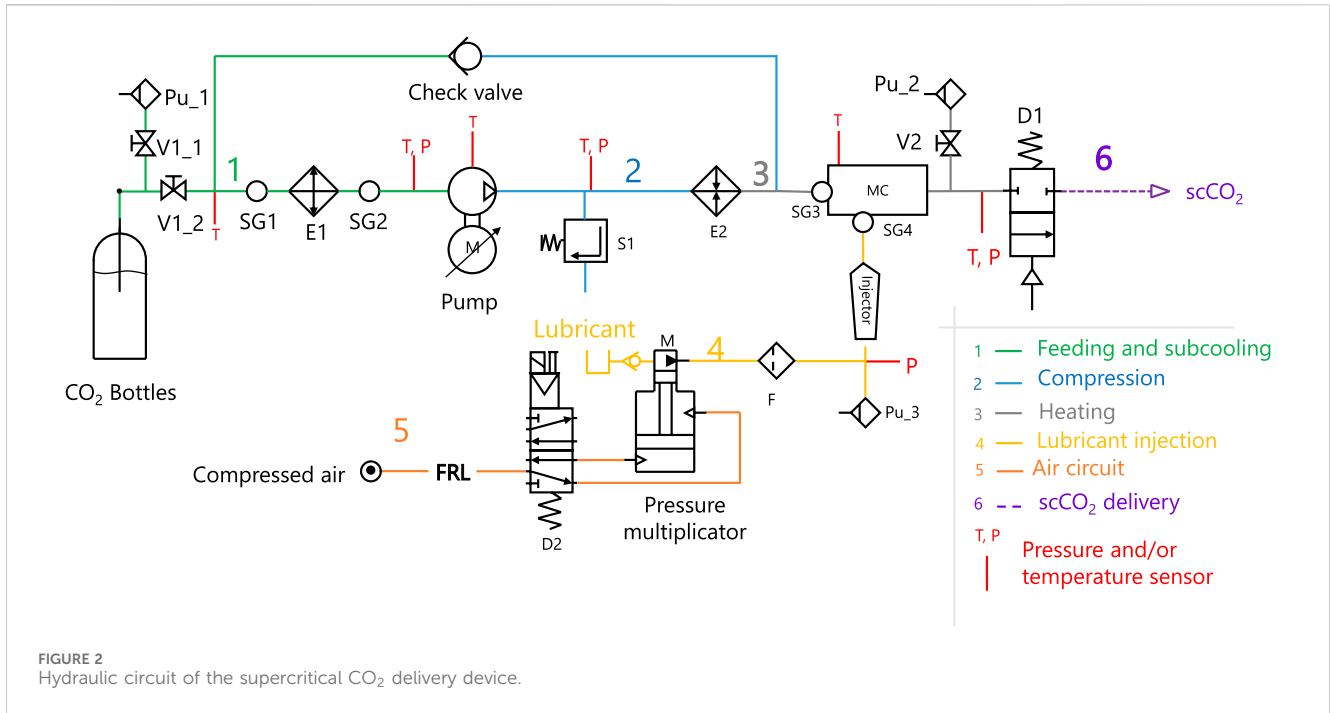 Pu_1
Check valve
Pu_2
D1
V1_1
T
T, P
T, P
T
V2
1
2
3
6
V1_2
T
SG1
E1
SG2
M
Pump
S1
E2
SG3
MC
SG4
T, P
scCO₂
Injector
CO₂ Bottles
Lubricant
M
4
F
P
Pu_3
5
Compressed air
FRL
D2
Pressure
multiplicator
1 Feeding and subcooling
2 Compression
3 Heating
4 Lubricant injection
5 Air circuit
6 scCO₂ delivery
T, P
Pressure and/or
temperature sensor
FIGURE 2
Hydraulic circuit of the supercritical CO₂ delivery device.